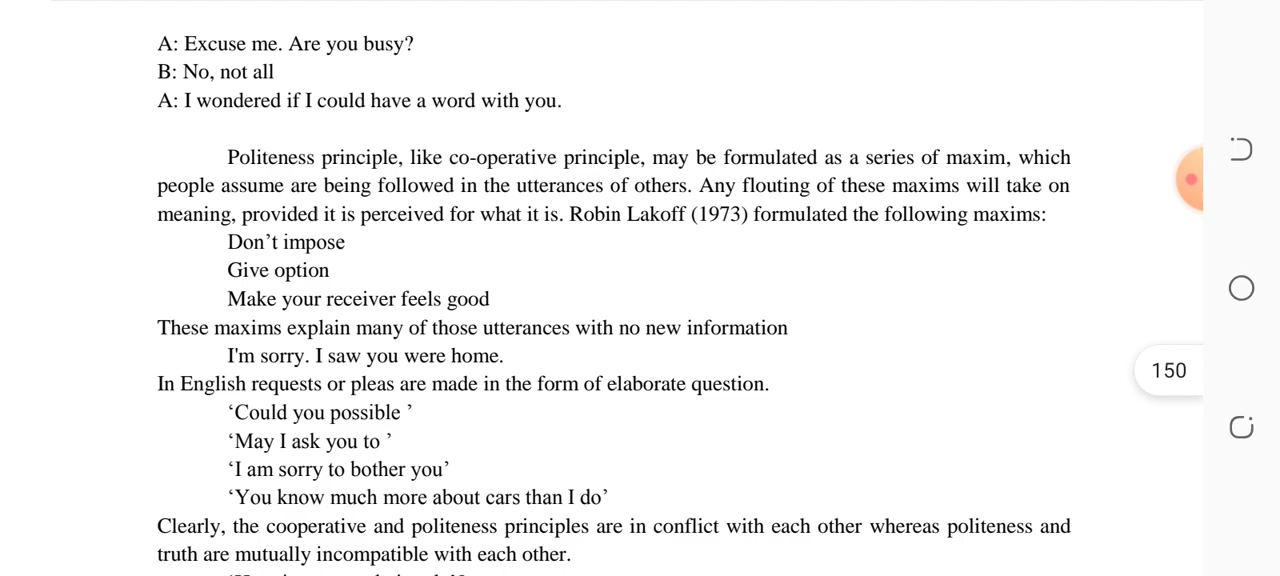 A: Excuse me. Are you busy?
B: No, not all
A: I wondered if I could have a word with you.
Politeness principle, like co-operative principle, may be formulated as a series of maxim, which
people assume are being followed in the utterances of others. Any flouting of these maxims will take on
meaning, provided it is perceived for what it is. Robin Lakoff (1973) formulated the following maxims:
Don’t impose
Give option
Make your receiver feels good
These maxims explain many of those utterances with no new information
I'm sorry. I saw you were home.
In English requests or pleas are made in the form of elaborate question.
‘Could you possible ’
‘May I ask you to ’
‘I am sorry to bother you’
‘You know much more about cars than I do’
Clearly, the cooperative and politeness principles are in conflict with each other whereas politeness and
truth are mutually incompatible with each other.
150